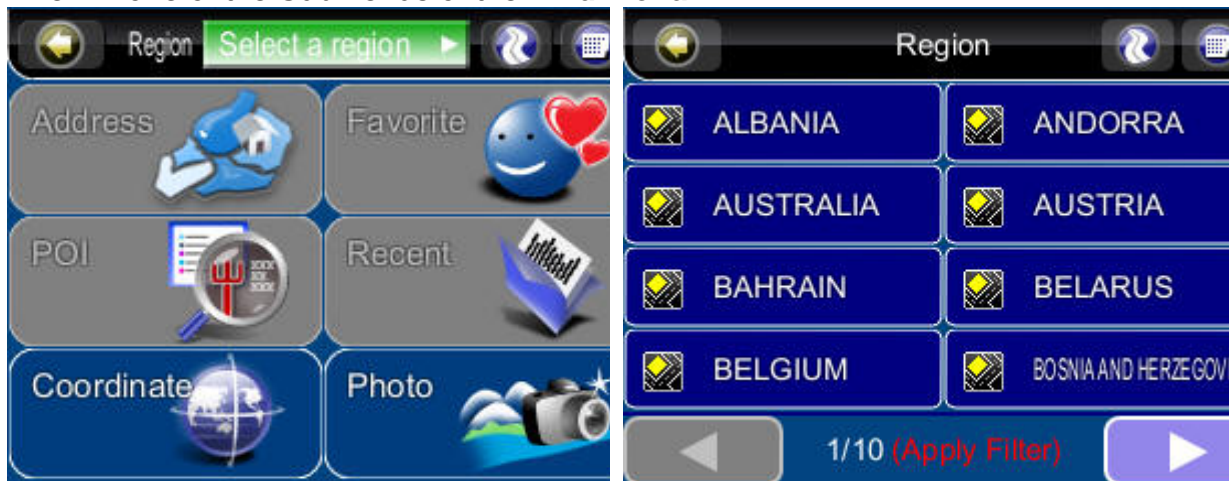 Region Select a region
Address Favorite
POI Recent
Coordinate Photo
Region
ALBANIA ANDORRA
AUSTRALIA AUSTRIA
BAHRAIN BELARUS
BELGIUM BOSNIA AND HERZEGOV
1/10 (Apply Filter)